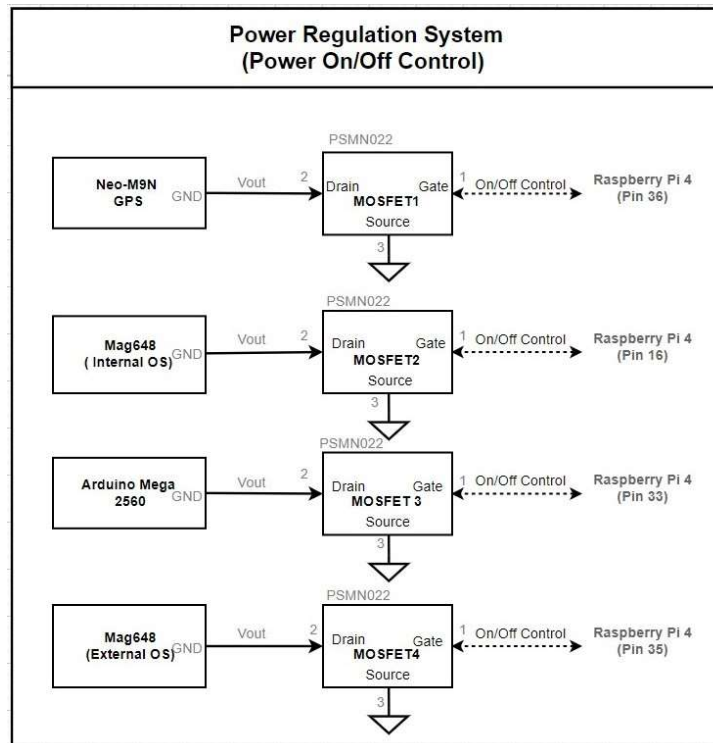 Power Regulation System
(Power On/Off Control)
PSMN022
Neo-M9N
GPS
GND
Vout
2
Drain
Gate
MOSFET1
Source
1
On/Off Control
Raspberry Pi 4
(Pin 36)
3
PSMN022
Mag648
( Internal OS)
GND
Vout
2
Drain
Gate
MOSFET2
Source
1
On/Off Control
Raspberry Pi 4
(Pin 16)
3
PSMN022
Arduino Mega
2560
GND
Vout
2
Drain
Gate
MOSFET 3
Source
1
On/Off Control
Raspberry Pi 4
(Pin 33)
3
PSMN022
Mag648
(External OS)
GND
Vout
2
Drain
Gate
MOSFET4
Source
1
On/Off Control
Raspberry Pi 4
(Pin 35)
3